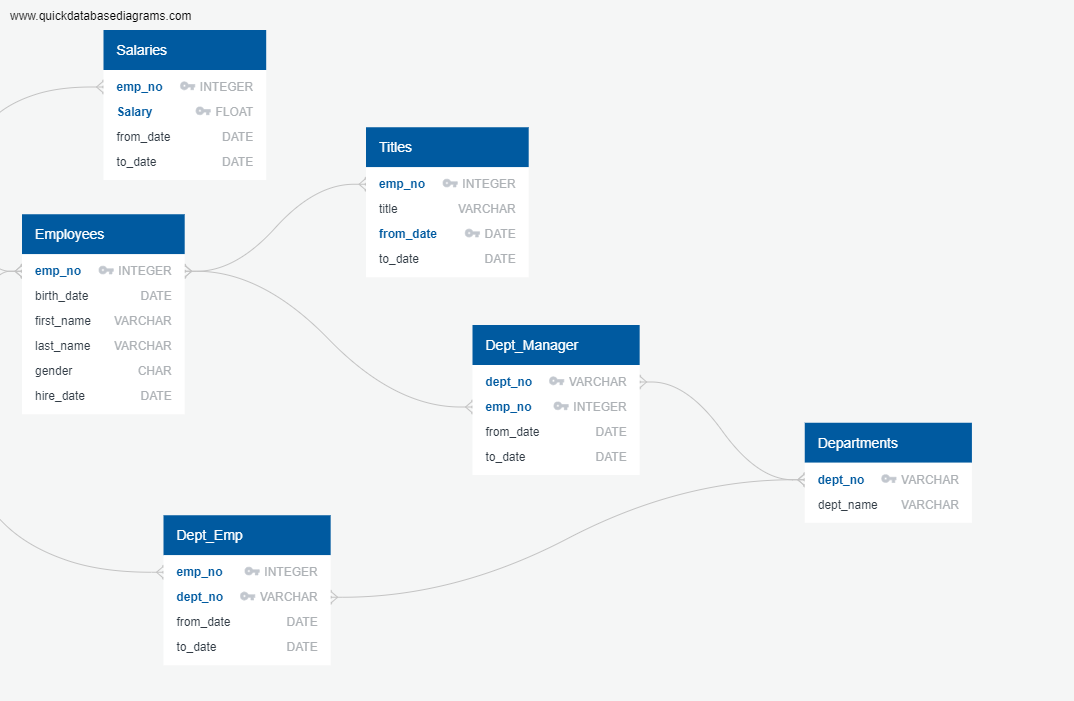 www.quickdatabasediagrams.com
Salaries
emp_no INTEGER
Salary FLOAT
from_date DATE
to_date DATE
Titles
emp_no INTEGER
title VARCHAR
from_date DATE
to_date DATE
Employees
emp_no INTEGER
birth_date DATE
first_name VARCHAR
last_name VARCHAR
gender CHAR
hire_date DATE
Dept_Manager
dept_no VARCHAR
emp_no INTEGER
from_date DATE
to_date DATE
Departments
dept_no VARCHAR
dept_name VARCHAR
Dept_Emp
emp_no INTEGER
dept_no VARCHAR
from_date DATE
to_date DATE